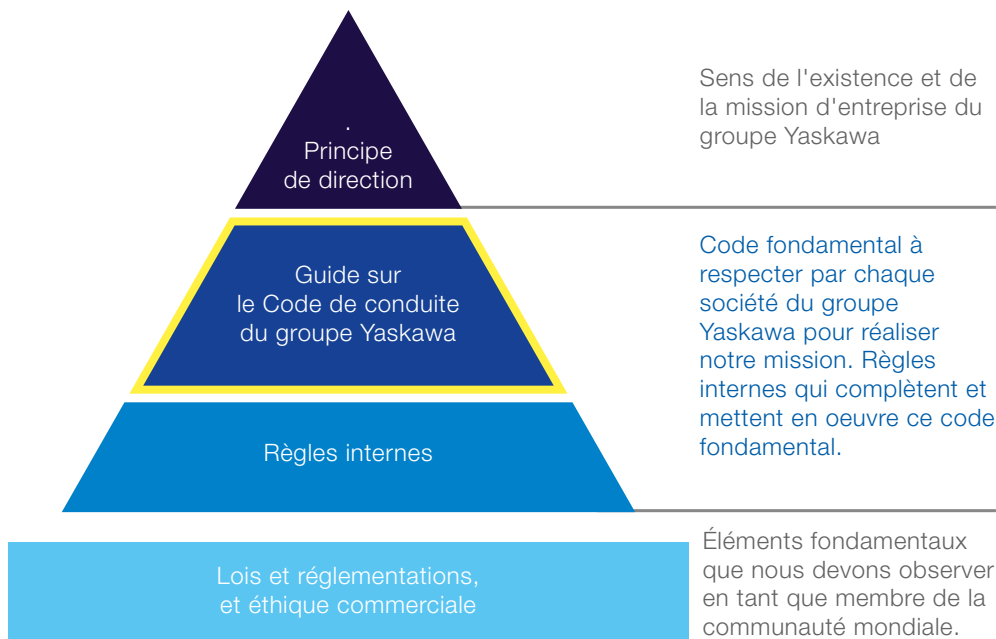 .
Principe
de direction
Sens de l'existence et de
la mission d'entreprise du
groupe Yaskawa
Guide sur
le Code de conduite
du groupe Yaskawa
Code fondamental à
respecter par chaque
société du groupe
Yaskawa pour réaliser
notre mission. Règles
internes qui complètent et
mettent en oeuvre ce code
fondamental.
Règles internes
Lois et réglementations,
et éthique commerciale
Éléments fondamentaux
que nous devons observer
en tant que membre de la
communauté mondiale.